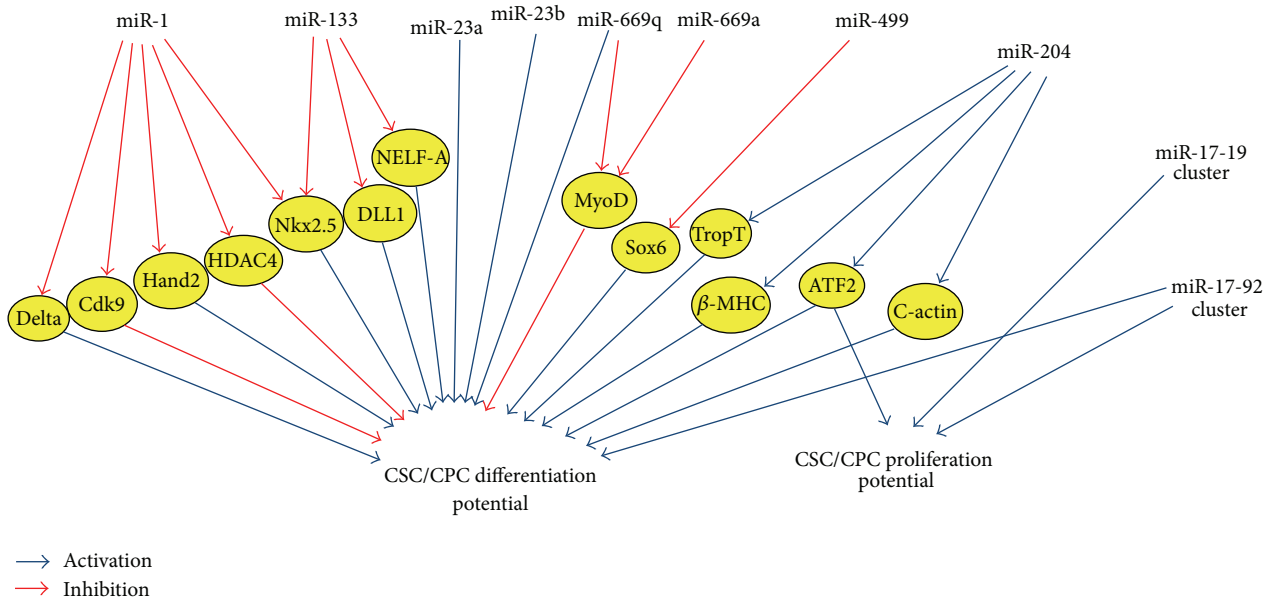 miR-1
miR-133
miR-23a
miR-23b
miR-669q
miR-669a
miR-499
miR-204
miR-17-19
cluster
miR-17-92
cluster
NELF-A
DLL1
Nkx2.5
HDAC4
Hand2
Cdk9
Delta
MyoD
Sox6
TropT
β-MHC
ATF2
C-actin
CSC/CPC differentiation
potential
CSC/CPC proliferation
potential
Activation
Inhibition